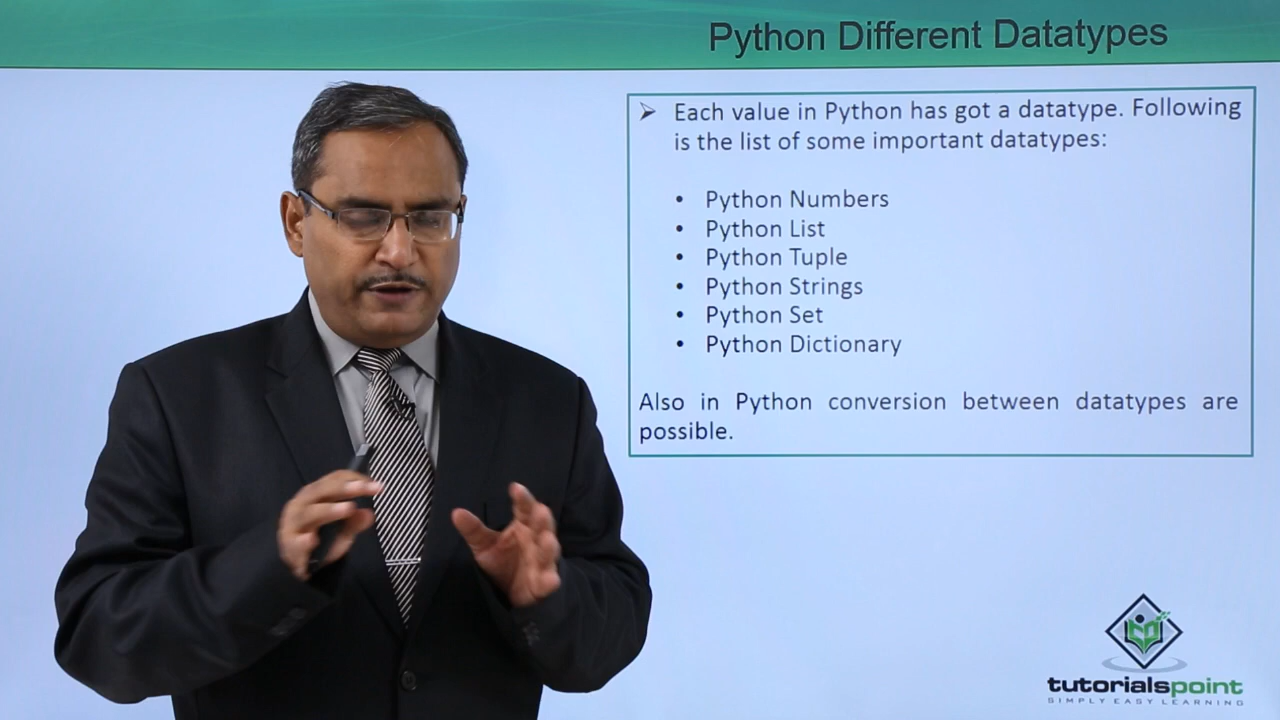 Python Different Datatypes
➢ Each value in Python has got a datatype. Following
is the list of some important datatypes:
• Python Numbers
• Python List
• Python Tuple
• Python Strings
• Python Set
• Python Dictionary
Also in Python conversion between datatypes are
possible.
tutorialspoint
SIMPLY EASY LEARNING